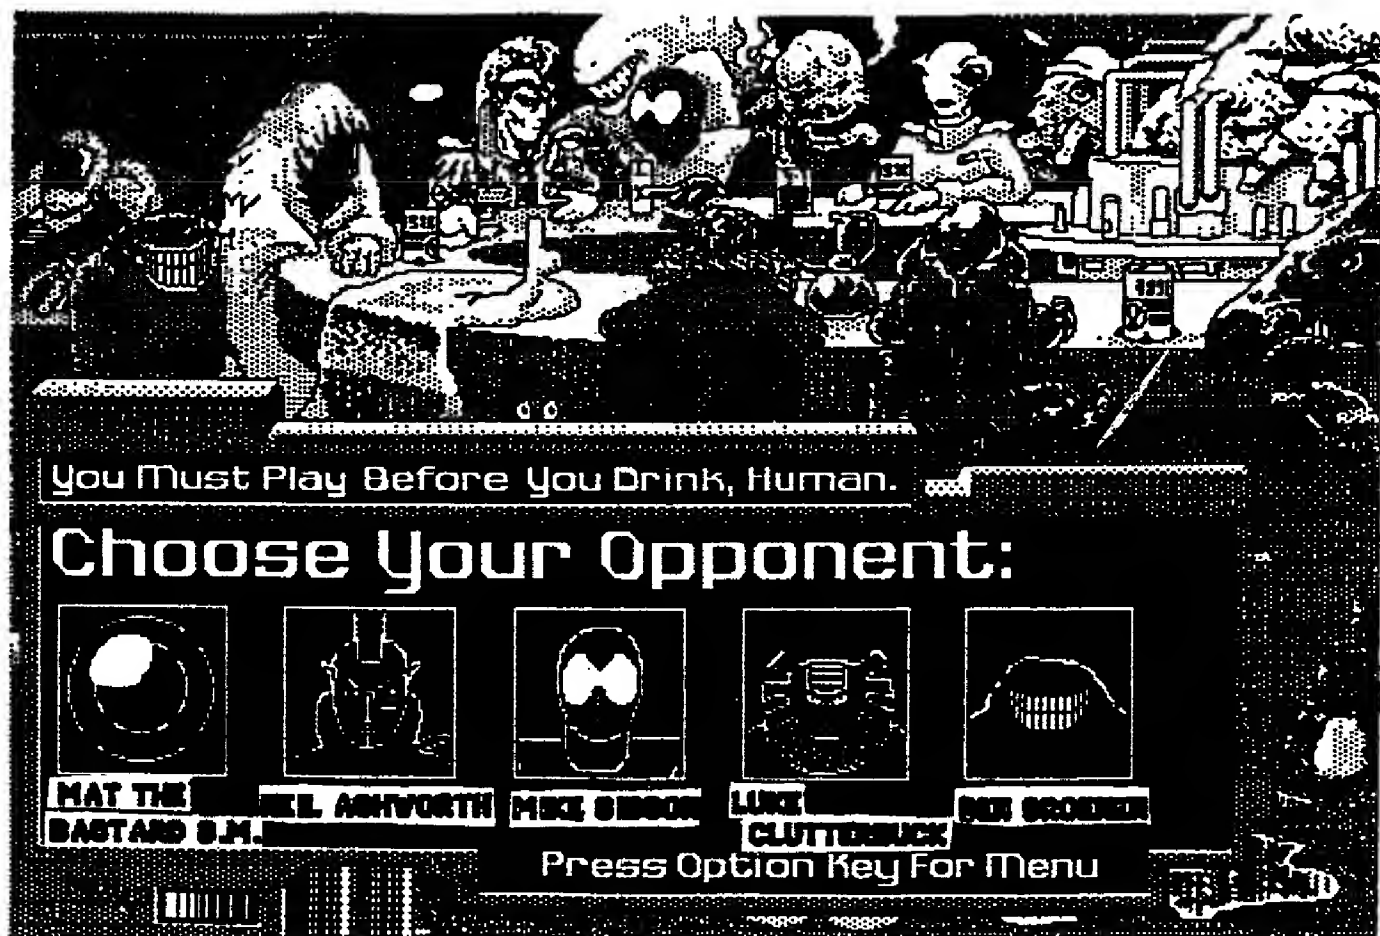 You Must Play Before You Drink, Human.
Choose Your Opponent:
MAT THE
BASTARD S.M.
NEIL ASHWORTH
MIKE
LUKE
CLUTTERBUCK
Press Option Key For Menu